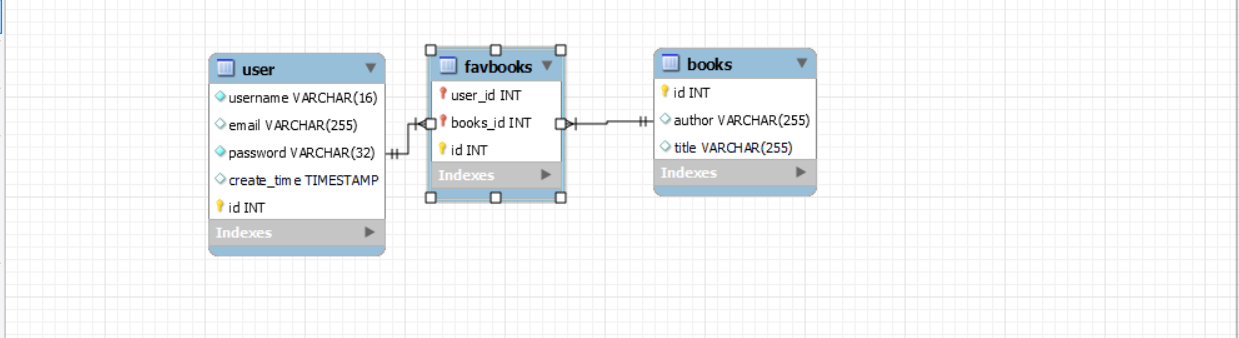 user
username VARCHAR(16)
email VARCHAR(255)
password VARCHAR(32)
create_time TIMESTAMP
id INT
Indexes
favbooks
user_id INT
books_id INT
id INT
Indexes
books
id INT
author VARCHAR(255)
title VARCHAR(255)
Indexes